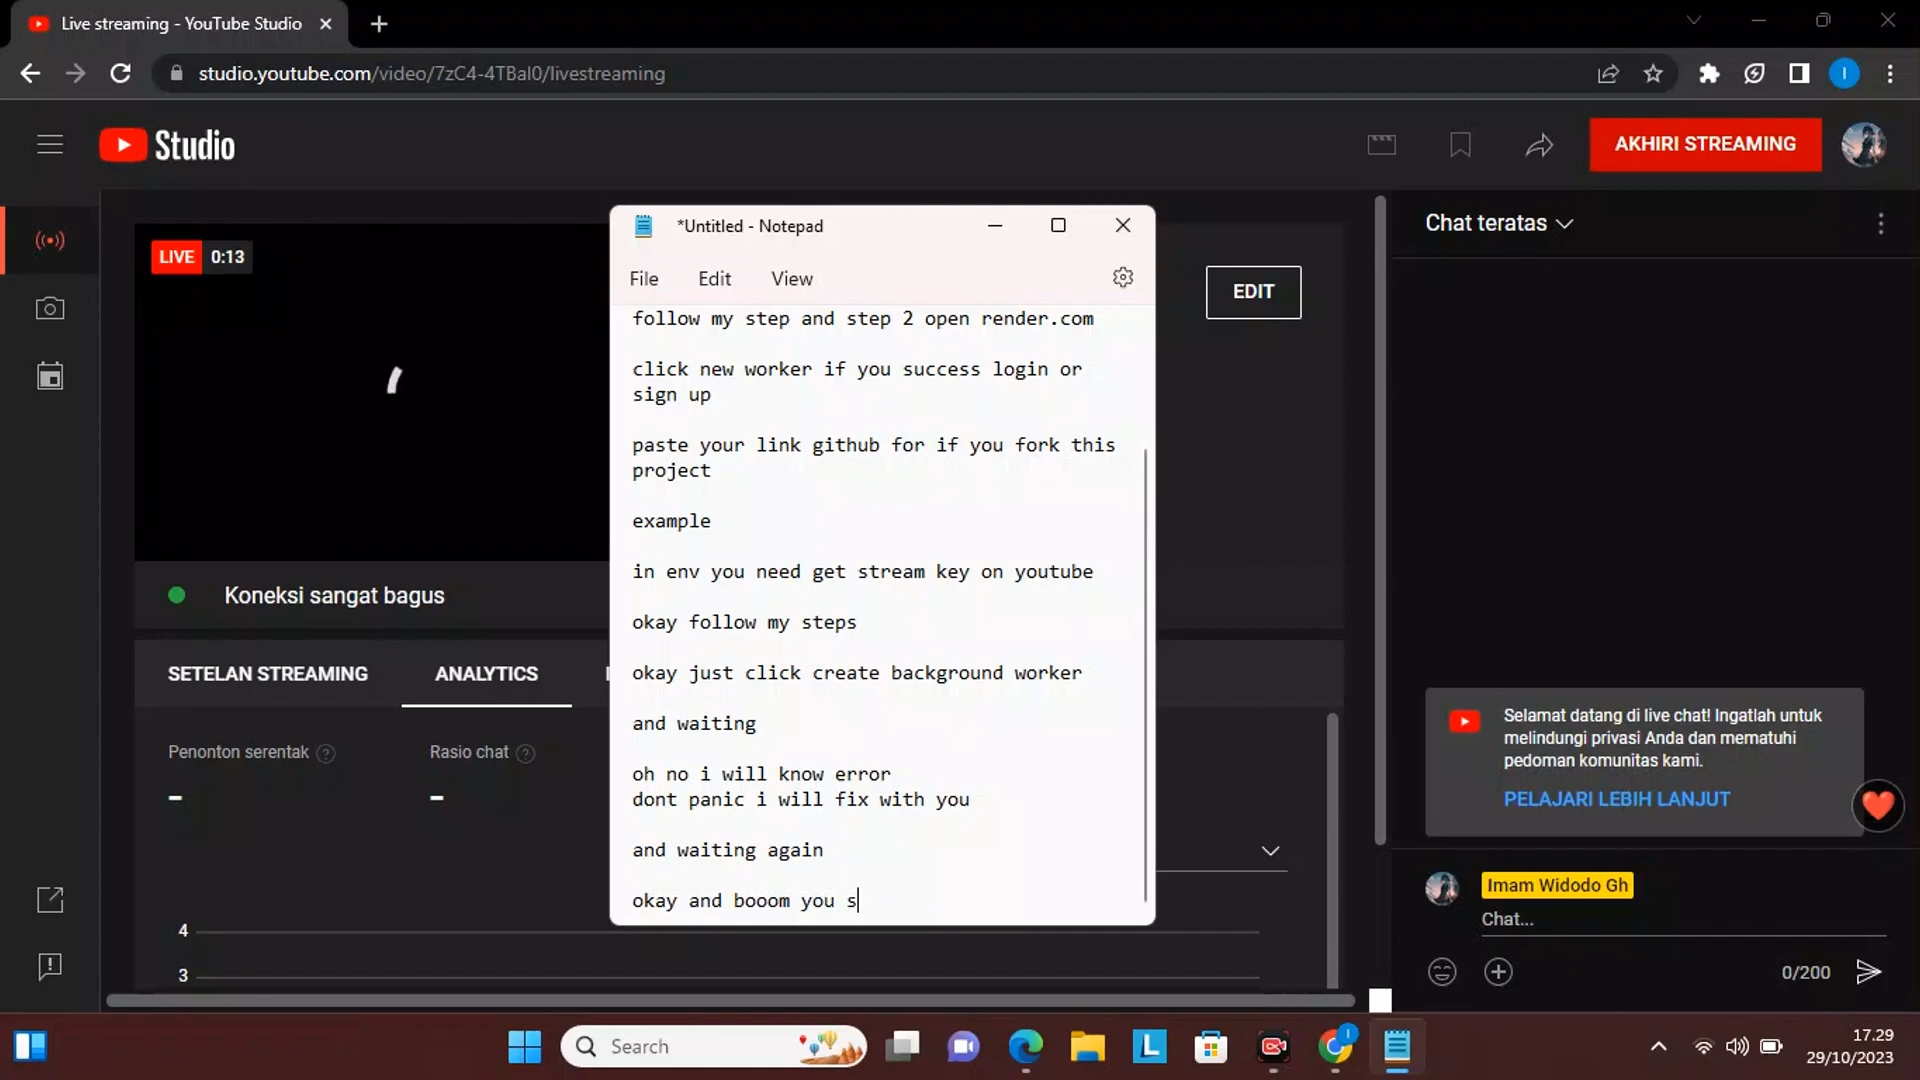 Live streaming - YouTube Studio
studio.youtube.com/video/7zC4-4TBal0/livestreaming
I
Studio
AKHIRI STREAMING
LIVE 0:13
Koneksi sangat bagus
SETELAN STREAMING
ANALYTICS
Penonton serentak ?
Rasio chat ?
-
-
4
3
*Untitled - Notepad
File
Edit
View
follow my step and step 2 open render.com
click new worker if you success login or
sign up
paste your link github for if you fork this
project
example
in env you need get stream key on youtube
okay follow my steps
okay just click create background worker
and waiting
oh no i will know error
dont panic i will fix with you
and waiting again
okay and booom you s
EDIT
Chat teratas
Selamat datang di live chat! Ingatlah untuk
melindungi privasi Anda dan mematuhi
pedoman komunitas kami.
PELAJARI LEBIH LANJUT
Imam Widodo Gh
Chat...
0/200
Search
L
I
17.29
29/10/2023